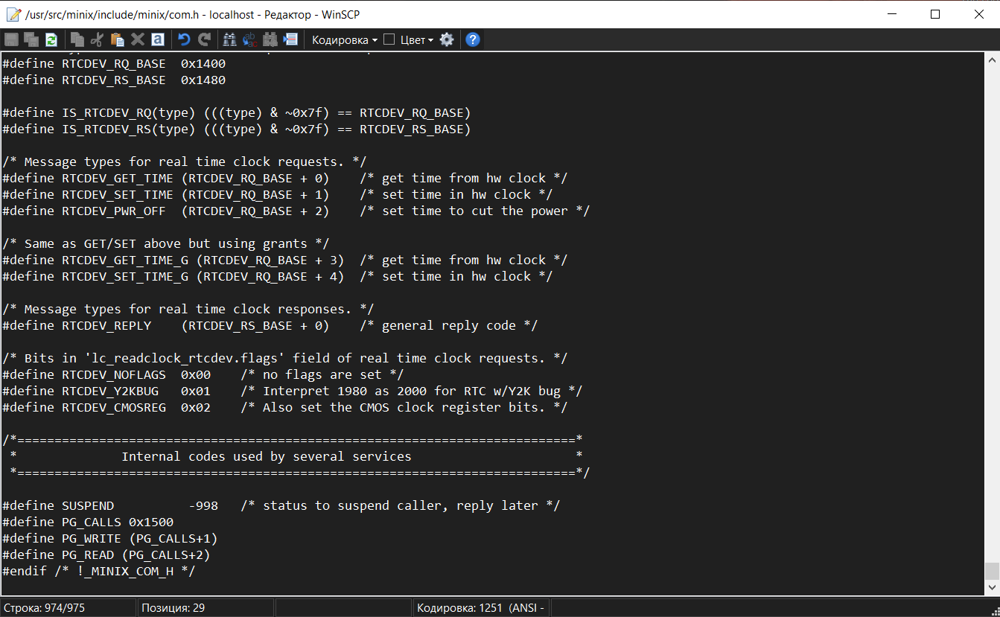 /usr/src/minix/include/minix/com.h - localhost - Редактор - WinSCP
Кодировка Цвет
#define RTCDEV_RQ_BASE  0x1400
#define RTCDEV_RS_BASE  0x1480
#define IS_RTCDEV_RQ(type) (((type) & ~0x7f) == RTCDEV_RQ_BASE)
#define IS_RTCDEV_RS(type) (((type) & ~0x7f) == RTCDEV_RS_BASE)
/* Message types for real time clock requests. */
#define RTCDEV_GET_TIME (RTCDEV_RQ_BASE + 0)    /* get time from hw clock */
#define RTCDEV_SET_TIME (RTCDEV_RQ_BASE + 1)    /* set time in hw clock */
#define RTCDEV_PWR_OFF  (RTCDEV_RQ_BASE + 2)    /* set time to cut the power */
/* Same as GET/SET above but using grants */
#define RTCDEV_GET_TIME_G (RTCDEV_RQ_BASE + 3)  /* get time from hw clock */
#define RTCDEV_SET_TIME_G (RTCDEV_RQ_BASE + 4)  /* set time in hw clock */
/* Message types for real time clock responses. */
#define RTCDEV_REPLY    (RTCDEV_RS_BASE + 0)    /* general reply code */
/* Bits in 'lc_readclock_rtcdev.flags' field of real time clock requests. */
#define RTCDEV_NOFLAGS  0x00    /* no flags are set */
#define RTCDEV_Y2KBUG   0x01    /* Interpret 1980 as 2000 for RTC w/Y2K bug */
#define RTCDEV_CMOSREG  0x02    /* Also set the CMOS clock register bits. */
/*===========================================================================*
 *              Internal codes used by several services                      *
 *===========================================================================*/
#define SUSPEND          -998   /* status to suspend caller, reply later */
#define PG_CALLS 0x1500
#define PG_WRITE (PG_CALLS+1)
#define PG_READ (PG_CALLS+2)
#endif /* !_MINIX_COM_H */
Строка: 974/975 Позиция: 29 Кодировка: 1251 (ANSI -